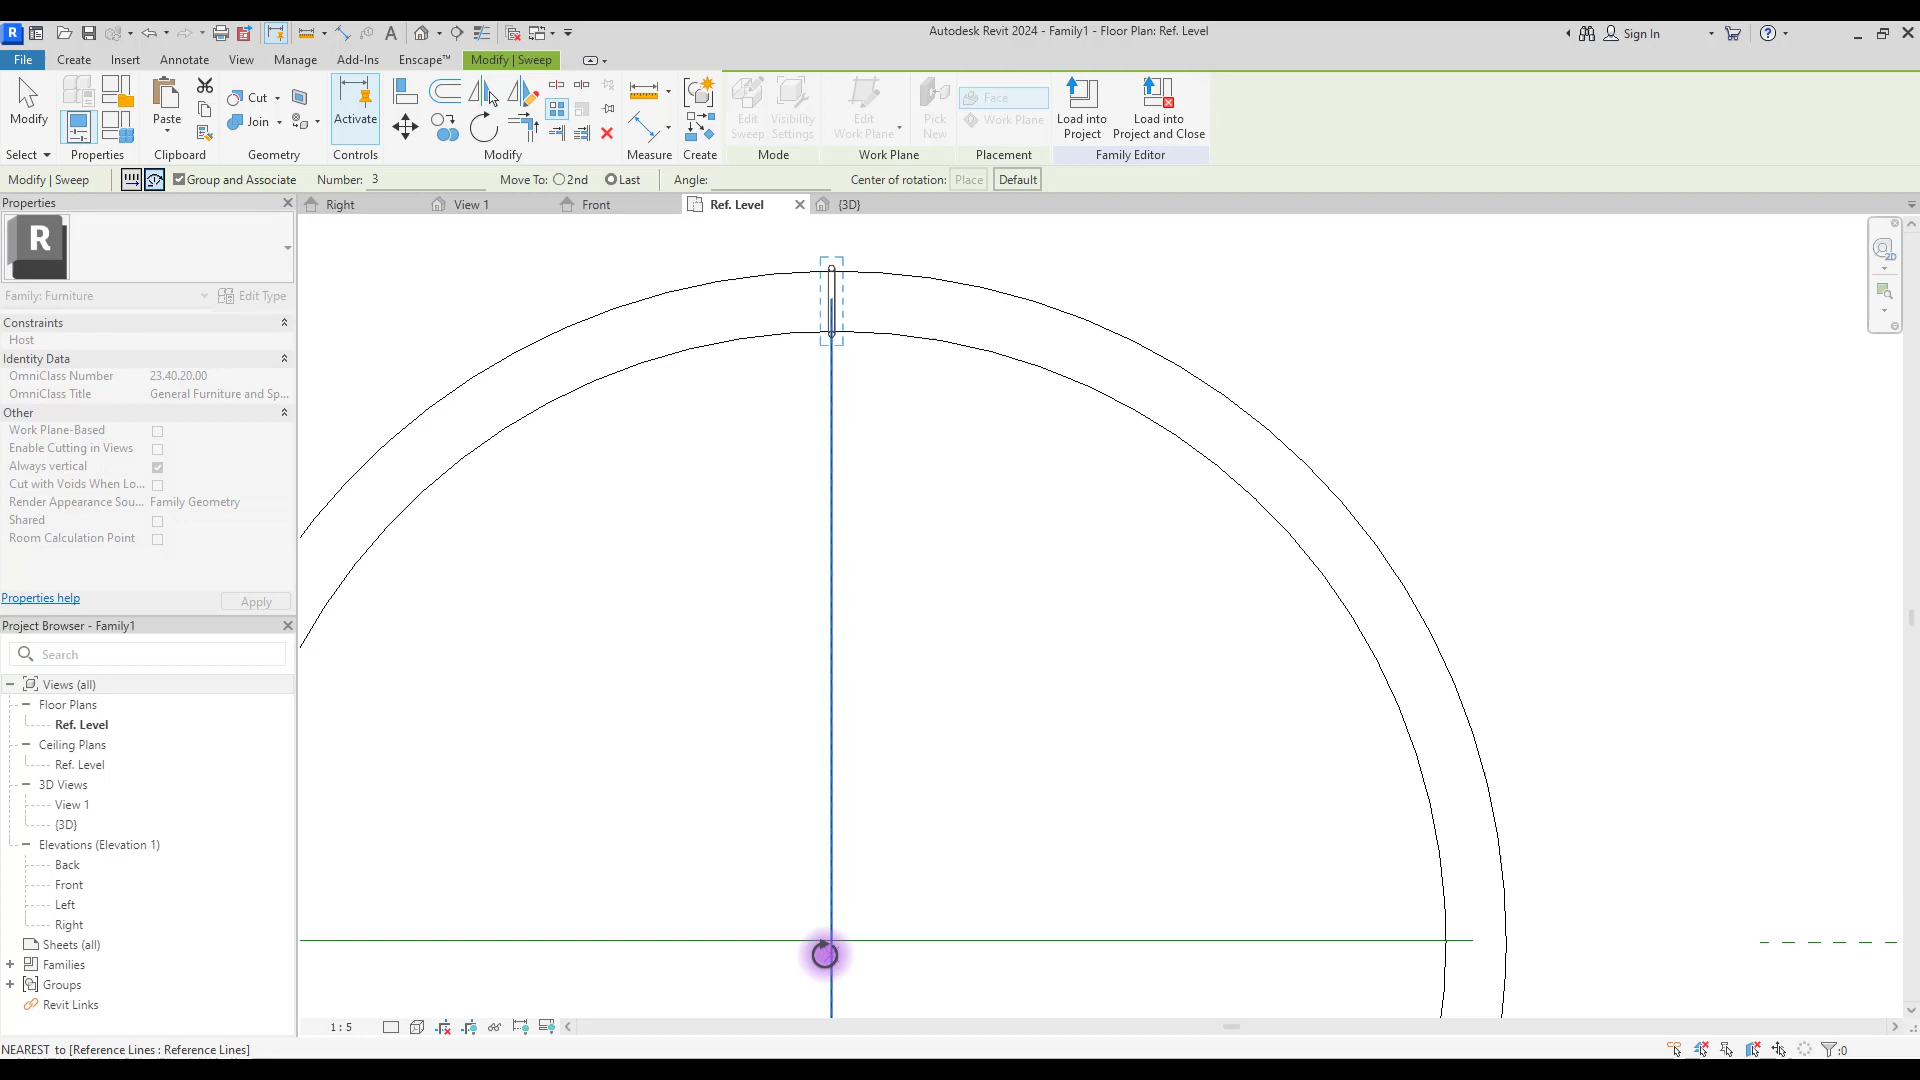 R
Autodesk Revit 2024 - Family1 - Floor Plan: Ref. Level
Sign In
File
Create
Insert
Annotate
View
Manage
Add-Ins
Enscape™
Modify | Sweep
Modify
Paste
Cut
Join
Activate
Edit Sweep
Visibility Settings
Edit Work Plane
Pick New
Face
Work Plane
Load into Project
Load into Project and Close
Select
Properties
Clipboard
Geometry
Controls
Modify
Measure
Create
Mode
Work Plane
Placement
Family Editor
Modify | Sweep
Group and Associate
Number: 3
Move To:
2nd
Last
Angle:
Center of rotation:
Place
Default
Properties
Right
View 1
Front
Ref. Level
{3D}
R
2D
Family: Furniture
Edit Type
Constraints
Host
Identity Data
OmniClass Number 23.40.20.00
OmniClass Title General Furniture and Sp...
Other
Work Plane-Based
Enable Cutting in Views
Always vertical
Cut with Voids When Lo...
Render Appearance Sou... Family Geometry
Shared
Room Calculation Point
Properties help
Apply
Project Browser - Family1
Search
Views (all)
Floor Plans
Ref. Level
Ceiling Plans
Ref. Level
3D Views
View 1
{3D}
Elevations (Elevation 1)
Back
Front
Left
Right
Sheets (all)
Families
Groups
Revit Links
1 : 5
NEAREST to [Reference Lines : Reference Lines]
:0